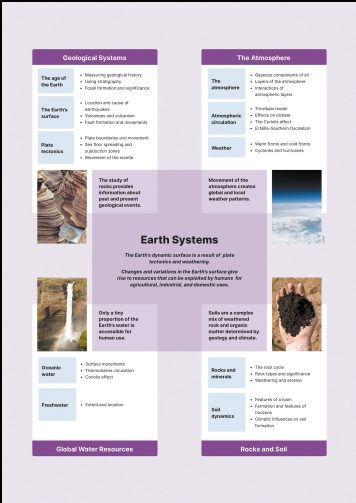 Geological Systems
The age of
the Earth
• Measuring geological history
• Using stratigraphy
• Fossil formation and significance
The Earth's
surface
• Location and cause of
earthquakes
• Volcanoes and volcanism
• Fault formation and movements
Plate
tectonics
• Plate boundaries and movement
• Sea floor spreading and
subduction zones
• Movement of the mantle
The Atmosphere
The
atmosphere
• Gaseous components of air
• Layers of the atmosphere
• Interactions of
atmospheric layers
Atmospheric
circulation
• Tricellular model
• Effects on climate
• The Coriolis effect
• El Niño-Southern Oscillation
Weather
• Warm fronts and cold fronts
• Cyclones and hurricanes
The study of
rocks provides
information about
past and present
geological events.
Movement of the
atmosphere creates
global and local
weather patterns.
Earth Systems
The Earth's dynamic surface is a result of plate
tectonics and weathering.
Changes and variations in the Earth's surface give
rise to resources that can be exploited by humans for
agricultural, industrial, and domestic uses.
Only a tiny
proportion of the
Earth's water is
accessible for
human use.
Soils are a complex
mix of weathered
rock and organic
matter determined by
geology and climate.
Oceanic
water
• Surface movements
• Thermohaline circulation
• Coriolis effect
Freshwater
• Extent and location
Global Water Resources
Rocks and
minerals
• The rock cycle
• Rock types and significance
• Weathering and erosion
Soil
dynamics
• Features of a loam
• Formation and features of
horizons
• Climatic influences on soil
formation
Rocks and Soil